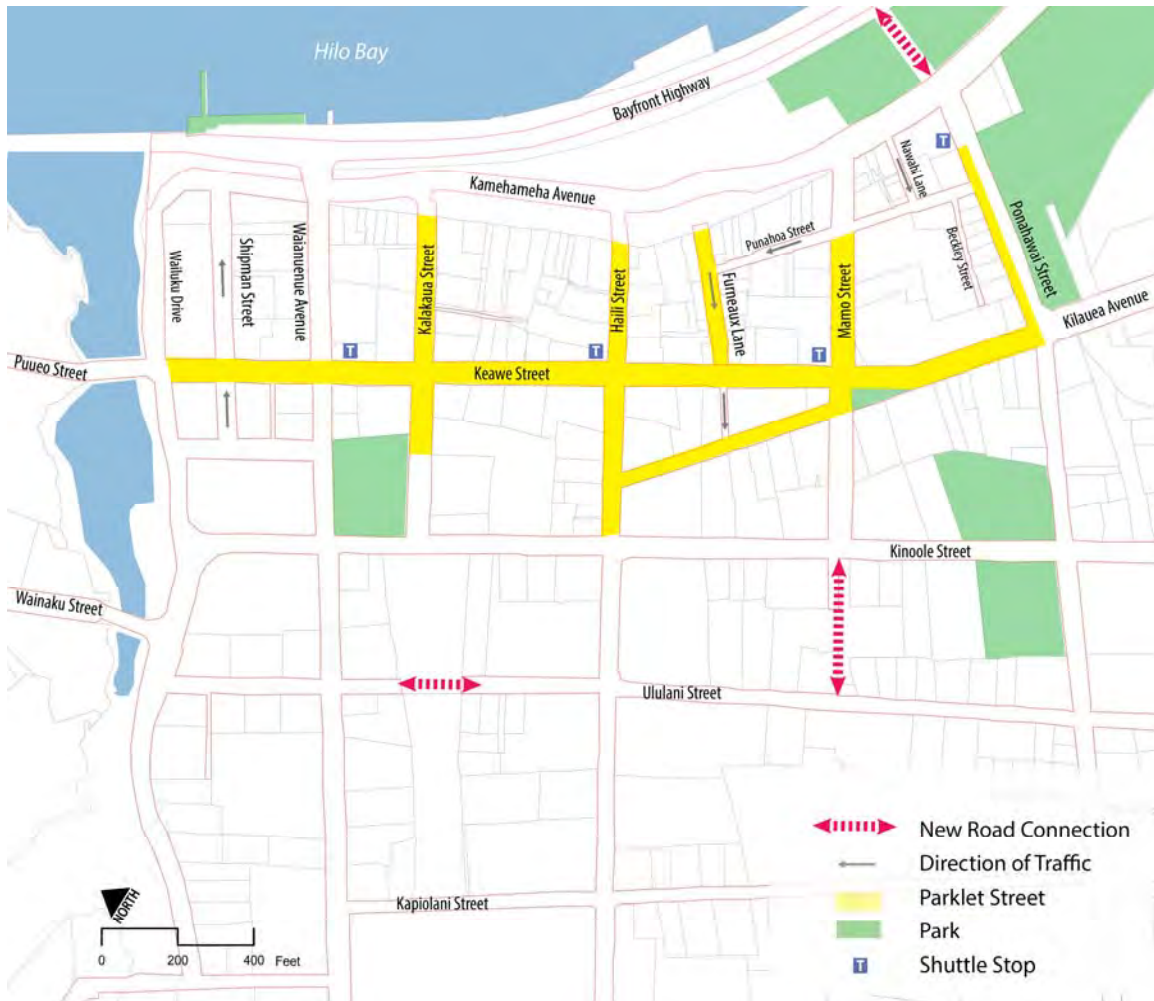 Hilo Bay
Bayfront Highway
Kamehameha Avenue
Nawahi Lane
T
Punahoa Street
Beckley Street
Ponahawai Street
Kilauea Avenue
Wailuku Drive
Shipman Street
Waianuenue Avenue
Kalakaua Street
Haili Street
Furneaux Lane
Mamo Street
T
T
T
Puueo Street
Keawe Street
Kinoole Street
Wainaku Street
Ululani Street
Kapiolani Street
NORTH
0 200 400 Feet
New Road Connection
Direction of Traffic
Parklet Street
Park
T Shuttle Stop